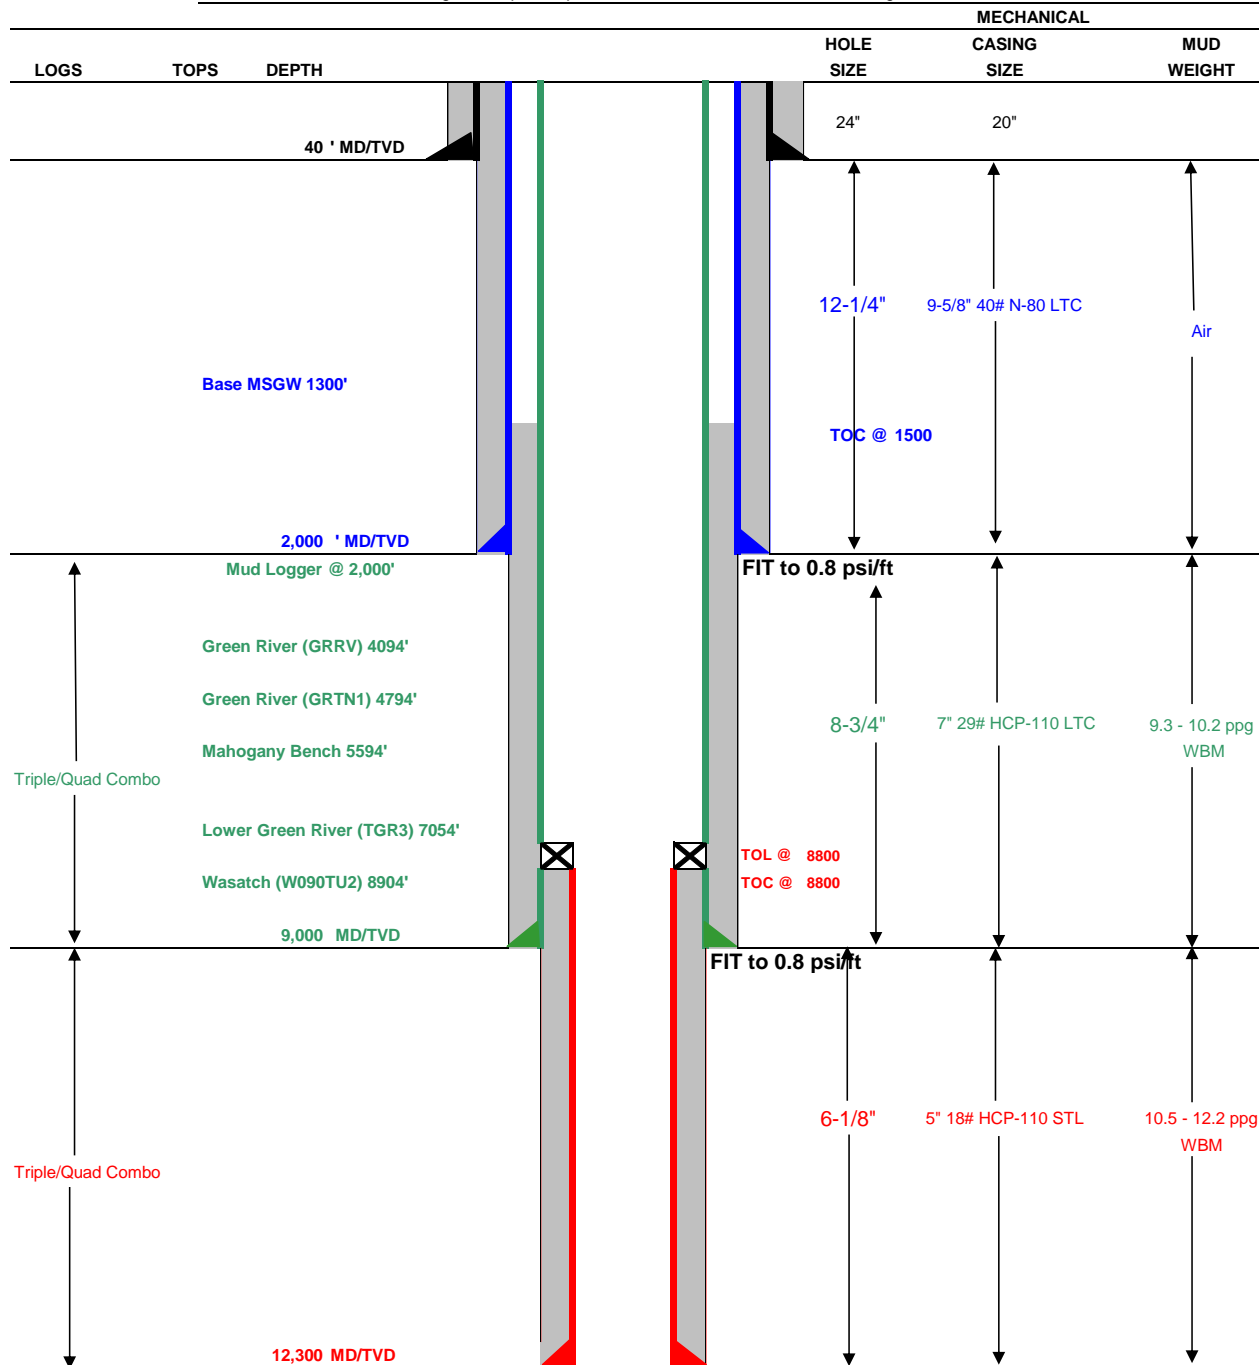 MECHANICAL
HOLE CASING MUD
LOGS TOPS DEPTH SIZE SIZE WEIGHT
24" 20"
40 ' MD/TVD
12-1/4" 9-5/8" 40# N-80 LTC
Air
Base MSGW 1300'
TOC @ 1500
2,000 ' MD/TVD
Mud Logger @ 2,000' FIT to 0.8 psi/ft
Green River (GRRV) 4094'
Green River (GRTN1) 4794'
8-3/4" 7" 29# HCP-110 LTC 9.3 - 10.2 ppg
Mahogany Bench 5594' WBM
Triple/Quad Combo
Lower Green River (TGR3) 7054'
TOL @ 8800
Wasatch (W090TU2) 8904' TOC @ 8800
9,000 MD/TVD
FIT to 0.8 psi/ft
6-1/8" 5" 18# HCP-110 STL 10.5 - 12.2 ppg
WBM
Triple/Quad Combo
12,300 MD/TVD